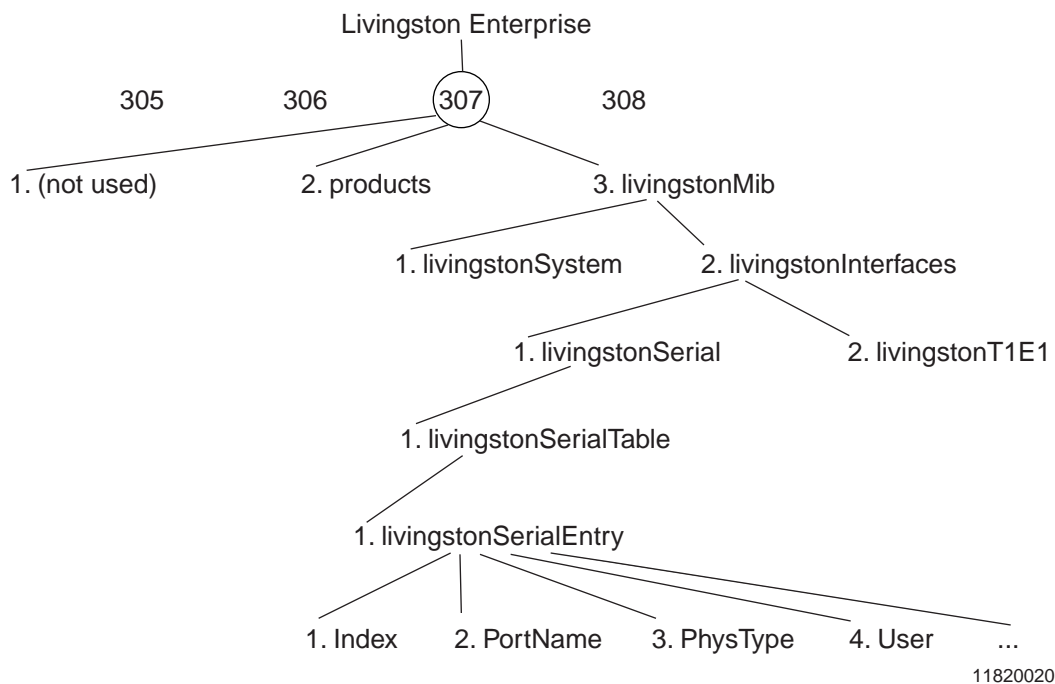 Livingston Enterprise
305 306 307 308
1. (not used) 2. products 3. livingstonMib
1. livingstonSystem 2. livingstonInterfaces
1. livingstonSerial 2. livingstonT1E1
1. livingstonSerialTable
1. livingstonSerialEntry
1. Index 2. PortName 3. PhysType 4. User ...
11820020